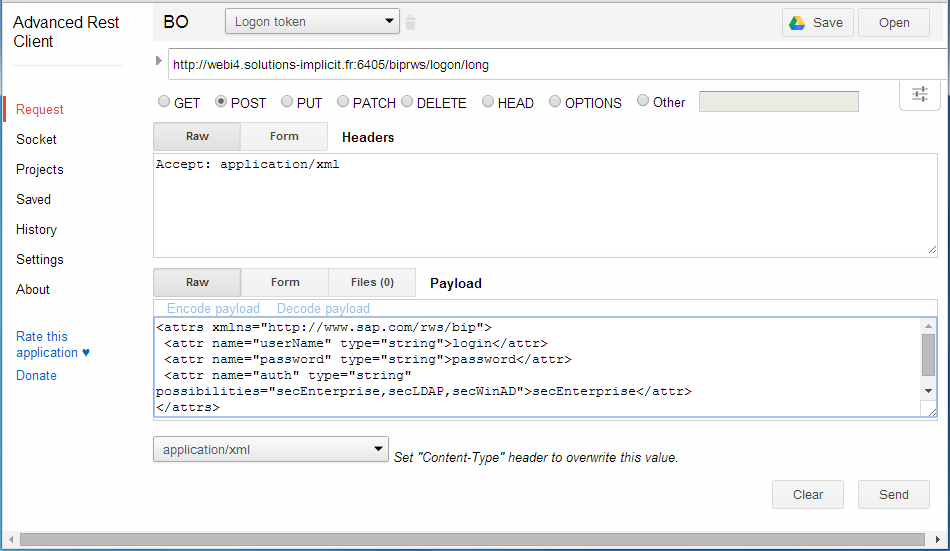 Advanced Rest
Client
BO
Logon token
Save
Open
http://webi4.solutions-implicit.fr:6405/biprws/logon/long
GET POST PUT PATCH DELETE HEAD OPTIONS Other
Request
Socket
Projects
Saved
History
Settings
About
Rate this
application ♥
Donate
Raw Form Headers
Accept: application/xml
Raw Form Files (0) Payload
Encode payload Decode payload
<attrs xmlns="http://www.sap.com/rws/bip">
<attr name="userName" type="string">login</attr>
<attr name="password" type="string">password</attr>
<attr name="auth" type="string"
possibilities="secEnterprise,secLDAP,secWinAD">secEnterprise</attr>
</attrs>
application/xml
Set "Content-Type" header to overwrite this value.
Clear
Send